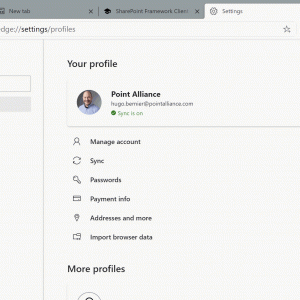 New tab
SharePoint Framework Client
Settings
edge://settings/profiles
Your profile
Point Alliance
hugo.bernier@pointalliance.com
Sync is on
Manage account
Sync
Passwords
Payment info
Addresses and more
Import browser data
More profiles